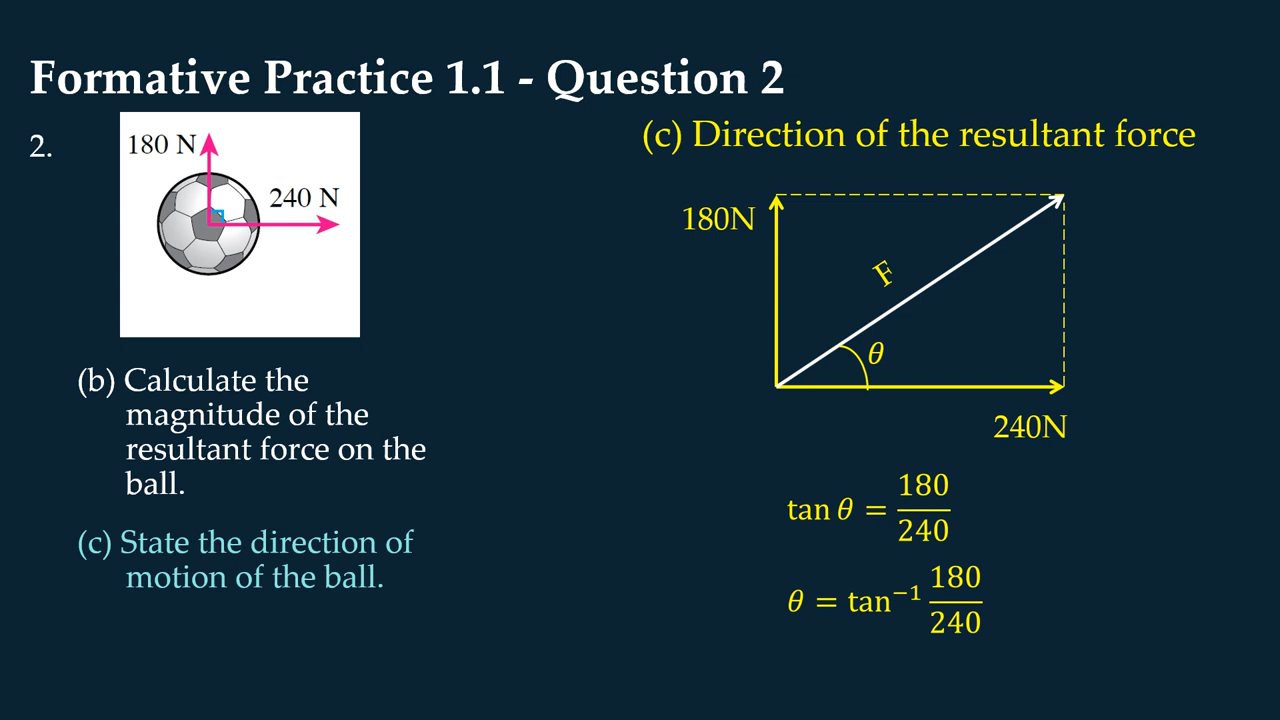 Formative Practice 1.1 - Question 2
2.
180 N
240 N
(b) Calculate the
magnitude of the
resultant force on the
ball.
(c) State the direction of
motion of the ball.
(c) Direction of the resultant force
180N
F
θ
240N
tan θ = 180/240
θ = tan⁻¹ 180/240